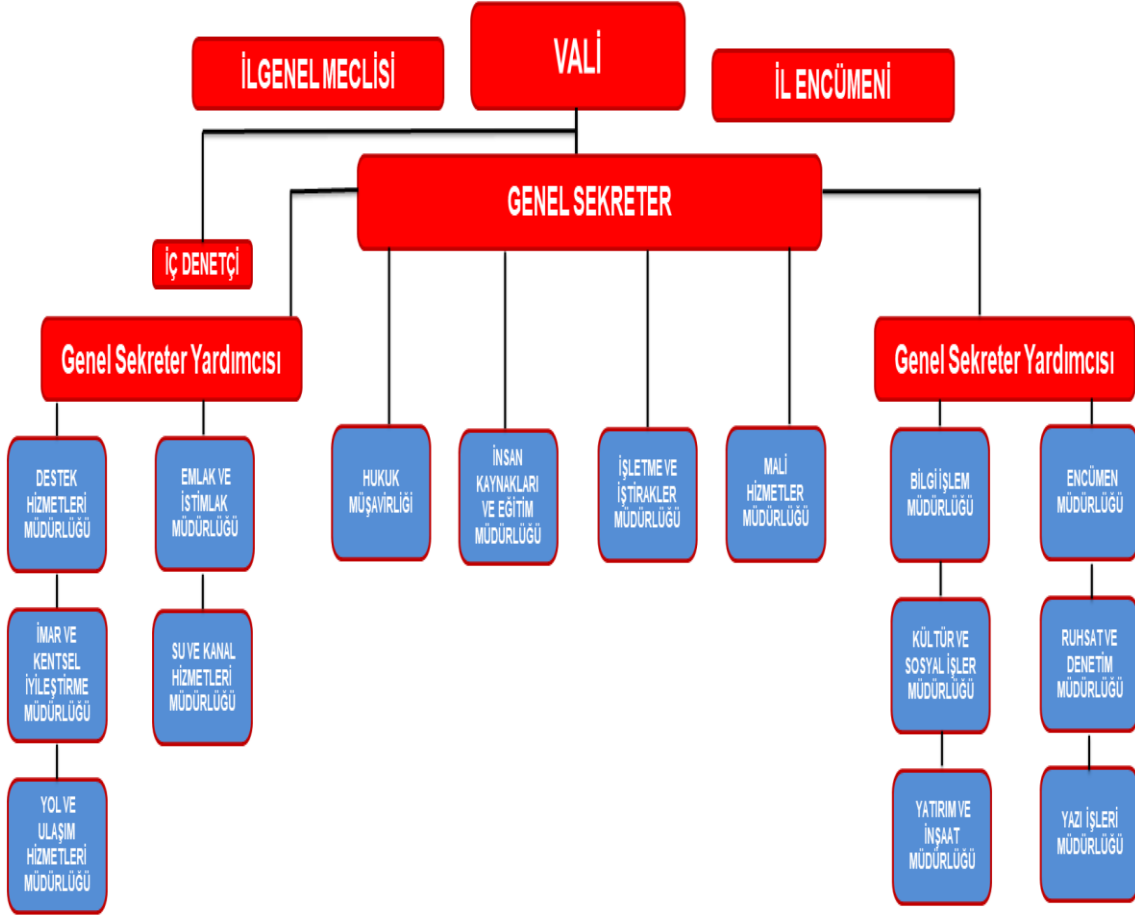 VALİ
İLGENEL MECLİSİ
İL ENCÜMENİ
GENEL SEKRETER
İÇ DENETÇİ
Genel Sekreter Yardımcısı
Genel Sekreter Yardımcısı
DESTEK
HİZMETLERİ
MÜDÜRLÜĞÜ
EMLAK VE
İSTİMLAK
MÜDÜRLÜĞÜ
HUKUK
MÜŞAVİRLİĞİ
İNSAN
KAYNAKLARI
VE EĞİTİM
MÜDÜRLÜĞÜ
İŞLETME VE
İŞTİRAKLER
MÜDÜRLÜĞÜ
MALİ
HİZMETLER
MÜDÜRLÜĞÜ
BİLGİ İŞLEM
MÜDÜRLÜĞÜ
ENCÜMEN
MÜDÜRLÜĞÜ
İMAR VE
KENTSEL
İYİLEŞTİRME
MÜDÜRLÜĞÜ
SU VE KANAL
HİZMETLERİ
MÜDÜRLÜĞÜ
KÜLTÜR VE
SOSYAL İŞLER
MÜDÜRLÜĞÜ
RUHSAT VE
DENETİM
MÜDÜRLÜĞÜ
YOL VE
ULAŞIM
HİZMETLERİ
MÜDÜRLÜĞÜ
YATIRIM VE
İNŞAAT
MÜDÜRLÜĞÜ
YAZI İŞLERİ
MÜDÜRLÜĞÜ